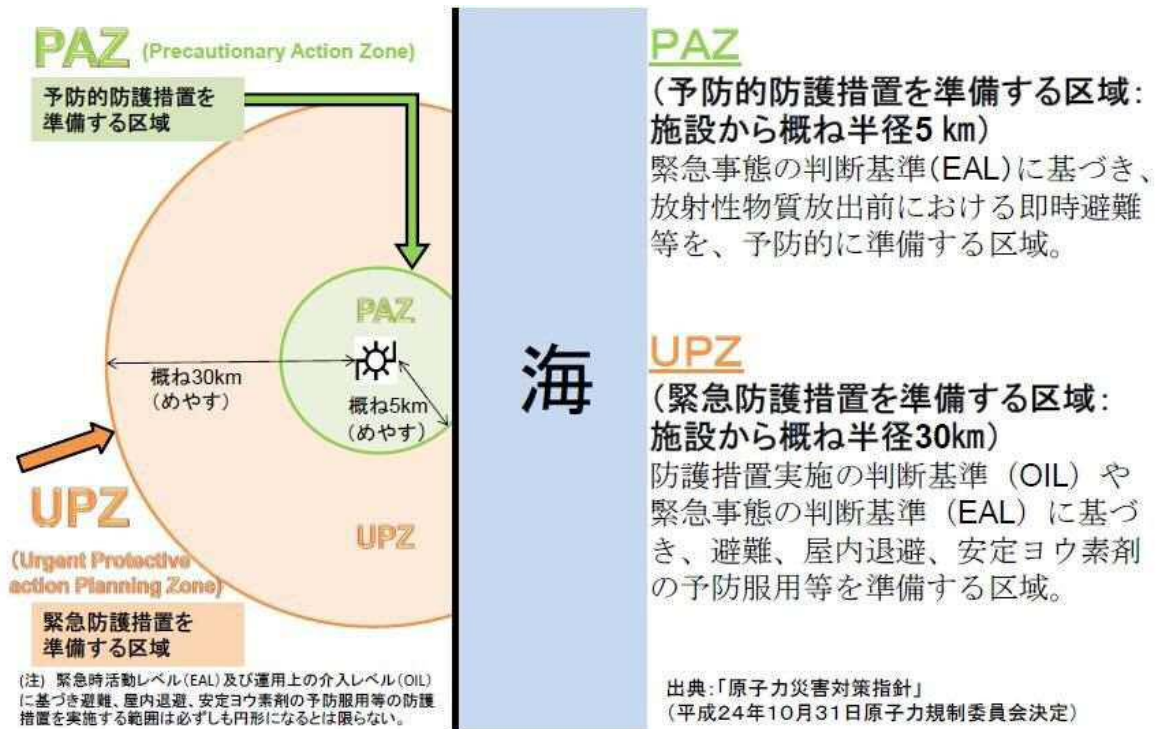 PAZ (Precautionary Action Zone)
予防的防護措置を
準備する区域
PAZ
概ね30km
(めやす)
概ね5km
(めやす)
UPZ
UPZ
(Urgent Protective
action Planning Zone)
緊急防護措置を
準備する区域
(注) 緊急時活動レベル(EAL)及び運用上の介入レベル(OIL)
に基づき避難、屋内退避、安定ヨウ素剤の予防服用等の防護
措置を実施する範囲は必ずしも円形になるとは限らない。
海
PAZ
(予防的防護措置を準備する区域:
施設から概ね半径5 km)
緊急事態の判断基準(EAL)に基づき、
放射性物質放出前における即時避難
等を、予防的に準備する区域。
UPZ
(緊急防護措置を準備する区域:
施設から概ね半径30km)
防護措置実施の判断基準（OIL）や
緊急事態の判断基準（EAL）に基づ
き、避難、屋内退避、安定ヨウ素剤
の予防服用等を準備する区域。
出典:「原子力災害対策指針」
(平成24年10月31日原子力規制委員会決定)